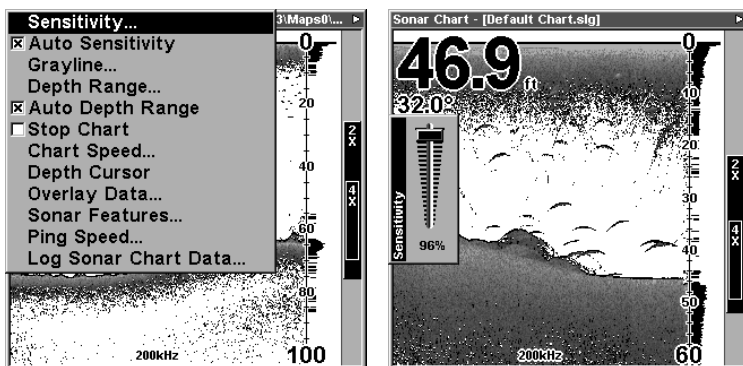 Sensitivity...
3\Maps0\...
Auto Sensitivity
Grayline...
Depth Range...
Auto Depth Range
Stop Chart
Chart Speed...
Depth Cursor
Overlay Data...
Sonar Features...
Ping Speed...
Log Sonar Chart Data...
0
20
40
60
80
100
2X
4X
200kHz
Sonar Chart - [Default Chart.slg]
46.9 ft
32.0°
Sensitivity
96%
0
10
20
30
40
50
60
2X
4X
200kHz